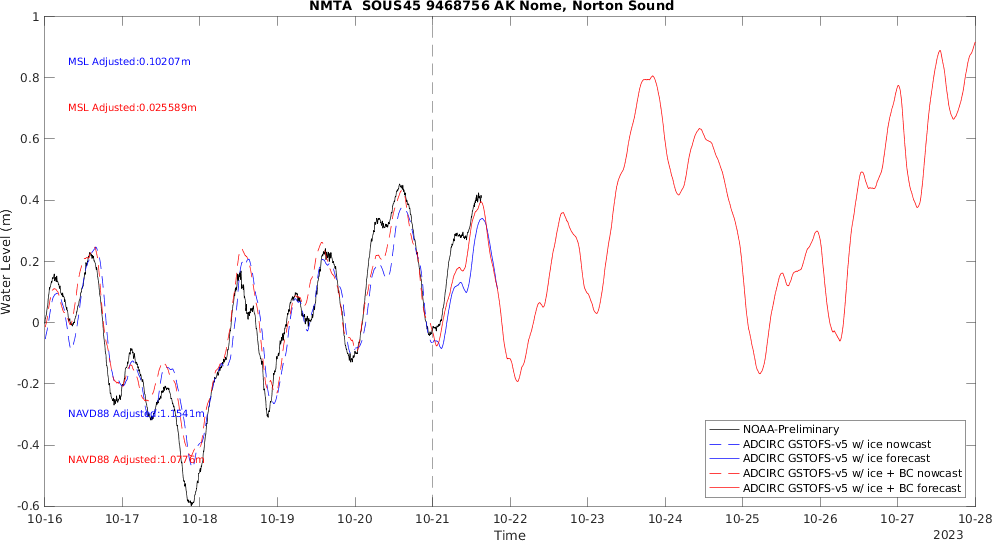 NMTA SOUS45 9468756 AK Nome, Norton Sound
1
0.8
0.6
0.4
0.2
0
-0.2
-0.4
-0.6
Water Level (m)
MSL Adjusted:0.10207m
MSL Adjusted:0.025589m
NAVD88 Adjusted:1.1541m
NAVD88 Adjusted:1.0776m
NOAA-Preliminary
ADCIRC GSTOFS-v5 w/ ice nowcast
ADCIRC GSTOFS-v5 w/ ice forecast
ADCIRC GSTOFS-v5 w/ ice + BC nowcast
ADCIRC GSTOFS-v5 w/ ice + BC forecast
10-16 10-17 10-18 10-19 10-20 10-21 10-22 10-23 10-24 10-25 10-26 10-27 10-28
Time
2023